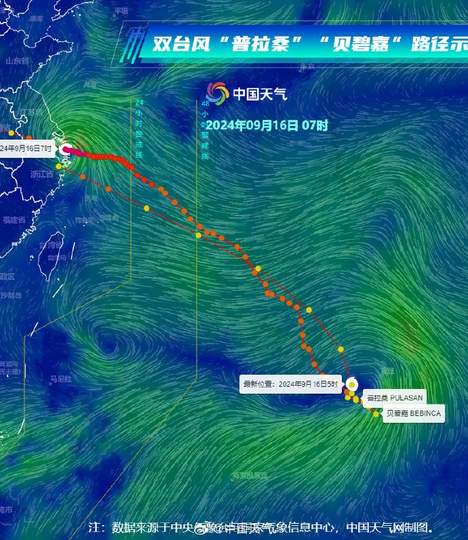 双台风“普拉桑”“贝碧嘉”路径示
中国天气
2024年09月16日 07时
24小时警戒线
48小时警戒线
山东省
024年09月16日7时
浙江省
福建省
台湾省
马尼拉
最新位置：2024年09月16日5时
普拉桑 PULASAN
贝碧嘉 BEBINCA
@中国天气
注：数据来源于中央气象台
气象信息中心，中国天气网制图。